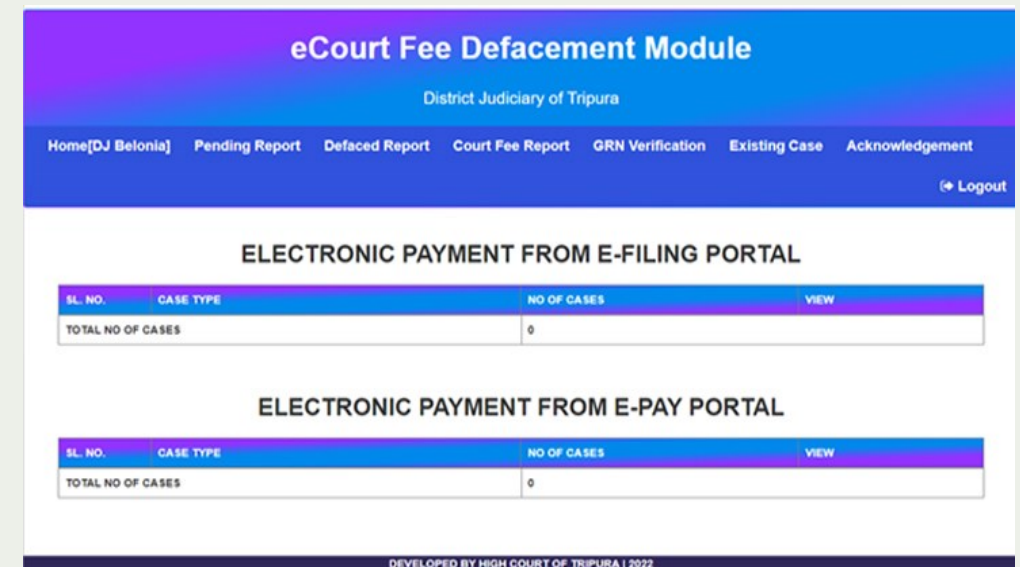 eCourt Fee Defacement Module
District Judiciary of Tripura
Home[DJ Belonia] Pending Report Defaced Report Court Fee Report GRN Verification Existing Case Acknowledgement
Logout
ELECTRONIC PAYMENT FROM E-FILING PORTAL
SL. NO. CASE TYPE NO OF CASES VIEW
TOTAL NO OF CASES 0
ELECTRONIC PAYMENT FROM E-PAY PORTAL
SL. NO. CASE TYPE NO OF CASES VIEW
TOTAL NO OF CASES 0
DEVELOPED BY HIGH COURT OF TRIPURA | 2022